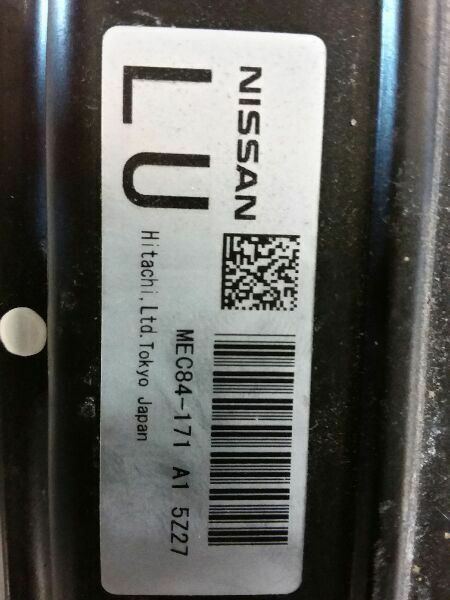 NISSAN
LU
MEC84-171 A1 5Z27
Hitachi,Ltd.Tokyo Japan